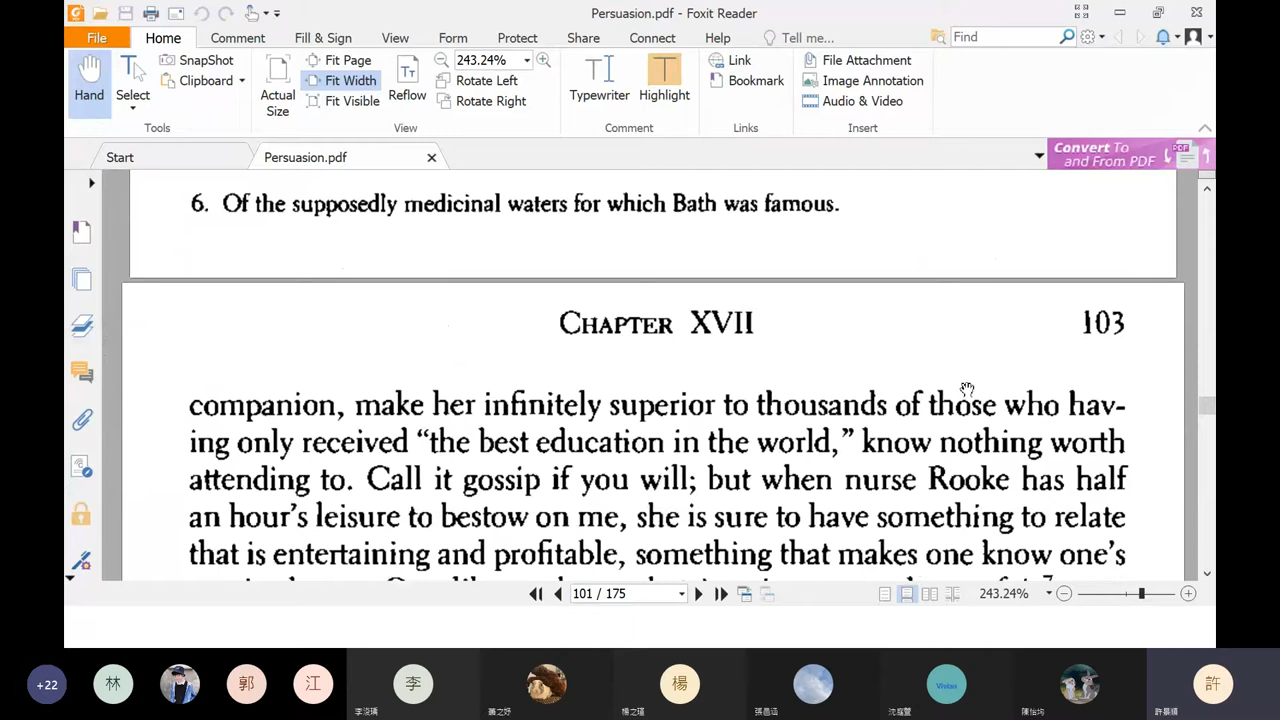 Persuasion.pdf - Foxit Reader
File Home Comment Fill & Sign View Form Protect Share Connect Help Tell me... Find
Hand
Select
SnapShot
Clipboard
Tools
Actual Size
Fit Page
Fit Width
Fit Visible
Reflow
243.24%
Rotate Left
Rotate Right
View
Typewriter
Highlight
Comment
Link
Bookmark
Links
File Attachment
Image Annotation
Audio & Video
Insert
Start
Persuasion.pdf
Convert To
and From PDF
PDF
6. Of the supposedly medicinal waters for which Bath was famous.
CHAPTER XVII 103
companion, make her infinitely superior to thousands of those who hav-
ing only received “the best education in the world,” know nothing worth
attending to. Call it gossip if you will; but when nurse Rooke has half
an hour’s leisure to bestow on me, she is sure to have something to relate
that is entertaining and profitable, something that makes one know one’s
101 / 175
243.24%
+22
林
郭
江
李
楊
Vivian
許